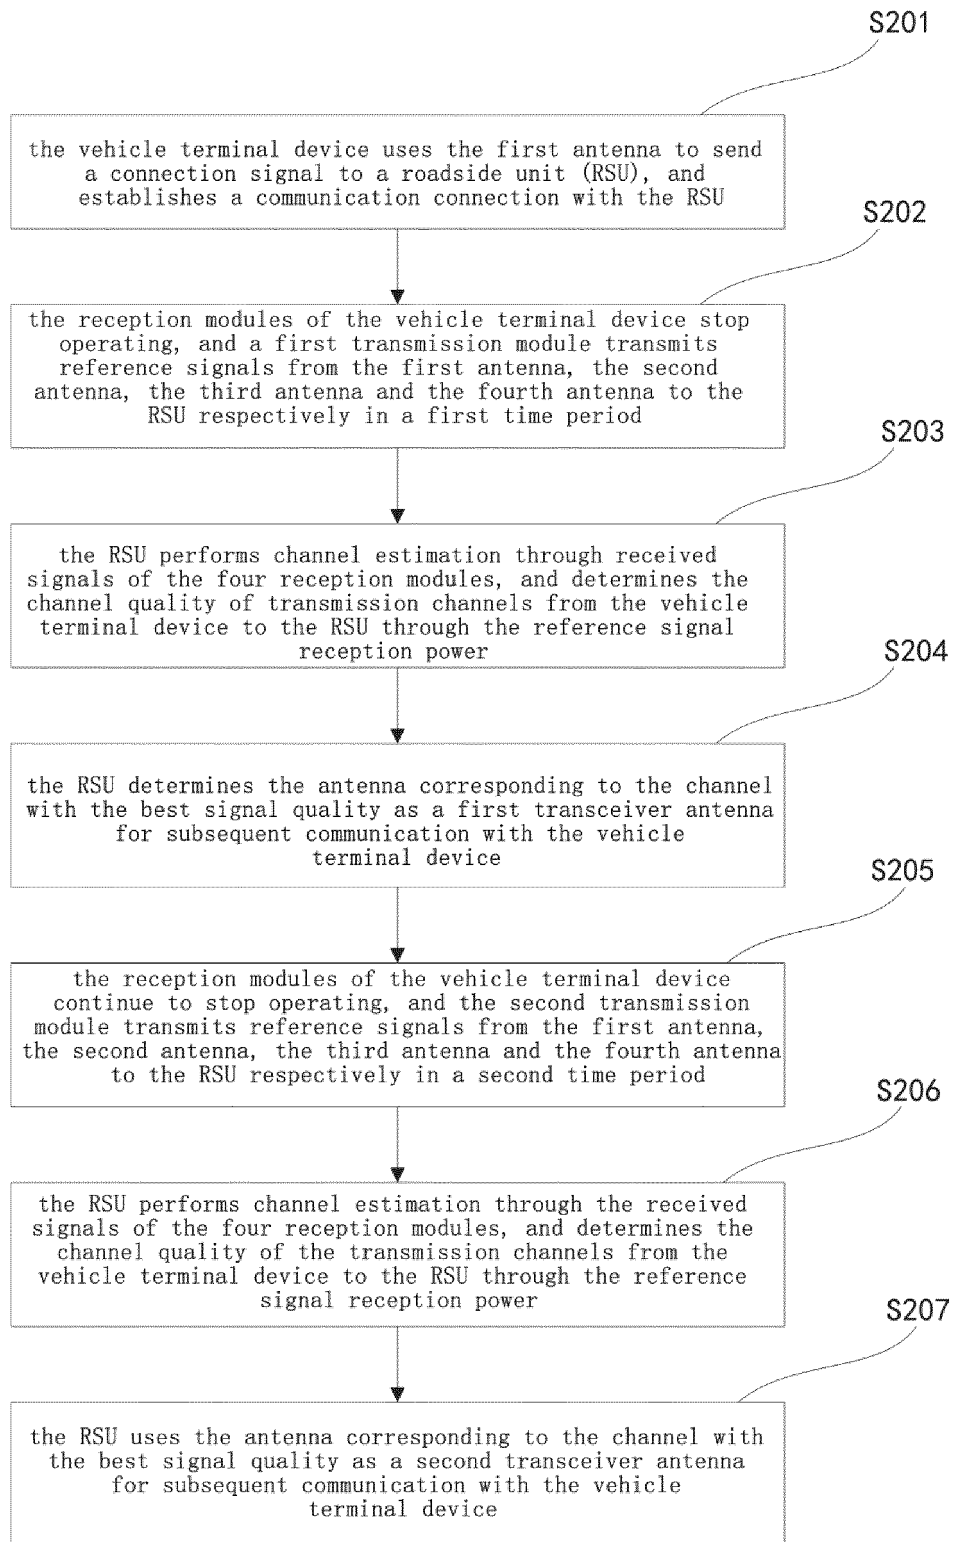 S201
the vehicle terminal device uses the first antenna to send
a connection signal to a roadside unit (RSU), and
establishes a communication connection with the RSU
S202
the reception modules of the vehicle terminal device stop
operating, and a first transmission module transmits
reference signals from the first antenna, the second
antenna, the third antenna and the fourth antenna to the
RSU respectively in a first time period
S203
the RSU performs channel estimation through received
signals of the four reception modules, and determines the
channel quality of transmission channels from the vehicle
terminal device to the RSU through the reference signal
reception power
S204
the RSU determines the antenna corresponding to the channel
with the best signal quality as a first transceiver antenna
for subsequent communication with the vehicle
terminal device
S205
the reception modules of the vehicle terminal device
continue to stop operating, and the second transmission
module transmits reference signals from the first antenna,
the second antenna, the third antenna and the fourth antenna
to the RSU respectively in a second time period
S206
the RSU performs channel estimation through the received
signals of the four reception modules, and determines the
channel quality of the transmission channels from the
vehicle terminal device to the RSU through the reference
signal reception power
S207
the RSU uses the antenna corresponding to the channel with
the best signal quality as a second transceiver antenna
for subsequent communication with the vehicle
terminal device